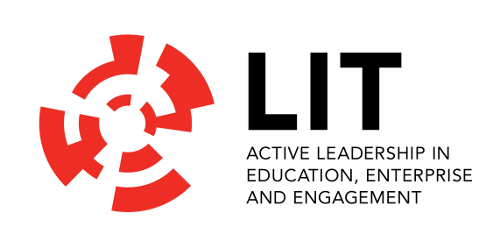 LIT
ACTIVE LEADERSHIP IN
EDUCATION, ENTERPRISE
AND ENGAGEMENT